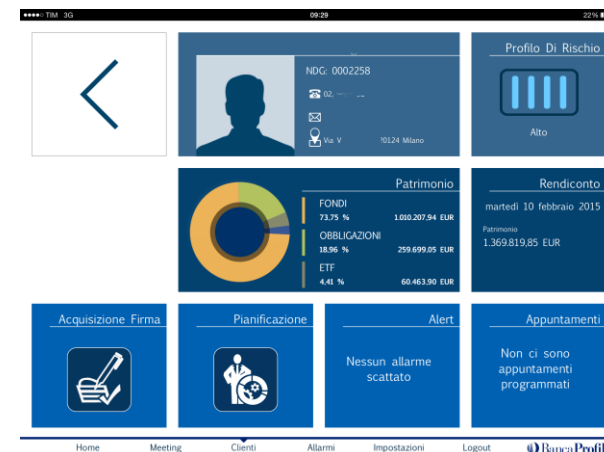 TIM 3G 09:29 22%
NDG: 0002258
02.
Via V 20124 Milano
Profilo Di Rischio
Alto
Patrimonio
FONDI
73,75 % 1.010.207,94 EUR
OBBLIGAZIONI
18,96 % 259.699,05 EUR
ETF
4,41 % 60.463,90 EUR
Rendiconto
martedì 10 febbraio 2015
Patrimonio
1.369.819,85 EUR
Acquisizione Firma
Pianificazione
Alert
Nessun allarme
scattato
Appuntamenti
Non ci sono
appuntamenti
programmati
Home Meeting Clienti Allarmi Impostazioni Logout BancaProfil